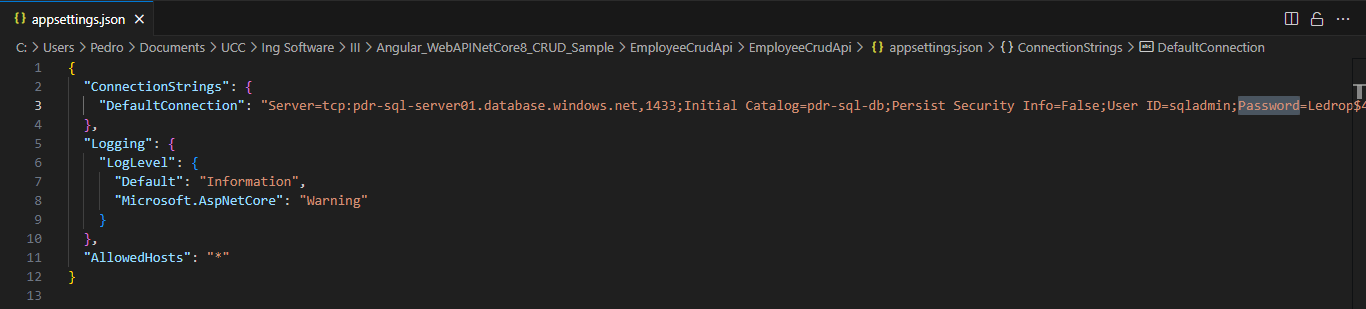 appsettings.json
C: > Users > Pedro > Documents > UCC > Ing Software > III > Angular_WebAPINetCore8_CRUD_Sample > EmployeeCrudApi > EmployeeCrudApi > {} appsettings.json > {} ConnectionStrings > abc DefaultConnection
1 {
2 "ConnectionStrings": {
3 "DefaultConnection": "Server=tcp:pdr-sql-server01.database.windows.net,1433;Initial Catalog=pdr-sql-db;Persist Security Info=False;User ID=sqladmin;Password=Ledrop$4
4 },
5 "Logging": {
6 "LogLevel": {
7 "Default": "Information",
8 "Microsoft.AspNetCore": "Warning"
9 }
10 },
11 "AllowedHosts": "*"
12 }
13